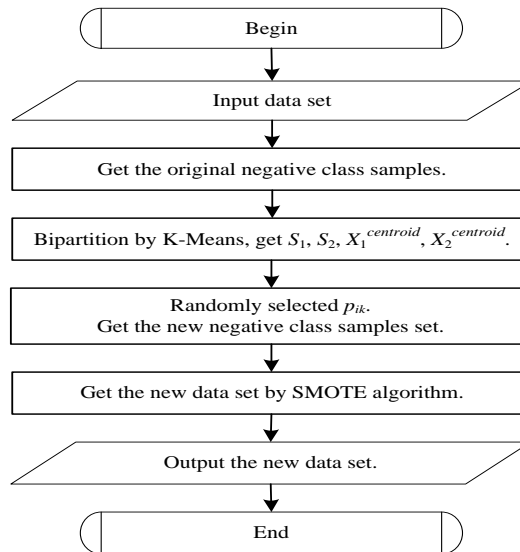 Begin
Input data set
Get the original negative class samples.
Bipartition by K-Means, get S₁, S₂, X₁ᶜᵉⁿᵗʳᵒⁱᵈ, X₂ᶜᵉⁿᵗʳᵒⁱᵈ.
Randomly selected pᵢₖ.
Get the new negative class samples set.
Get the new data set by SMOTE algorithm.
Output the new data set.
End